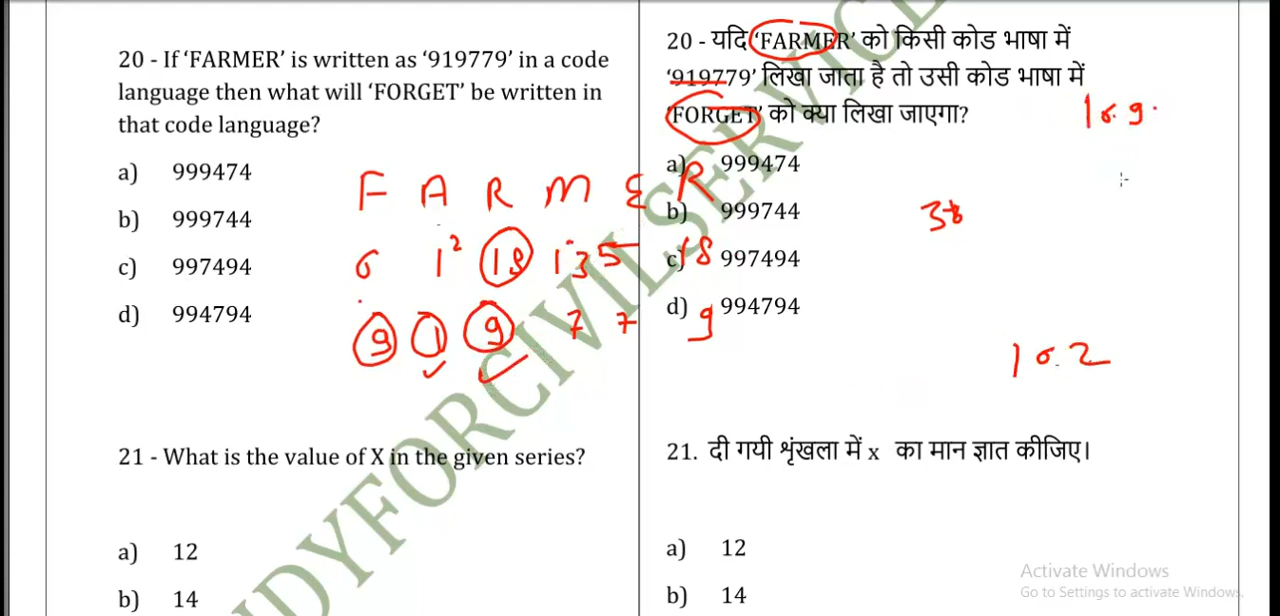 20 - If ‘FARMER’ is written as ‘919779’ in a code
language then what will ‘FORGET’ be written in
that code language?
a) 999474
b) 999744
c) 997494
d) 994794
F A R M E R
6 1² 18 13 5 18
9 1 9 7 7 9
21 - What is the value of X in the given series?
a) 12
b) 14
20 - यदि ‘FARMER’ को किसी कोड भाषा में
‘919779’ लिखा जाता है तो उसी कोड भाषा में
‘FORGET’ को क्या लिखा जाएगा?
a) 999474
b) 999744
c) 997494
d) 994794
21. दी गयी शृंखला में x का मान ज्ञात कीजिए।
a) 12
b) 14
IDYFORCIVILSERVICE
Activate Windows
Go to Settings to activate Windows.